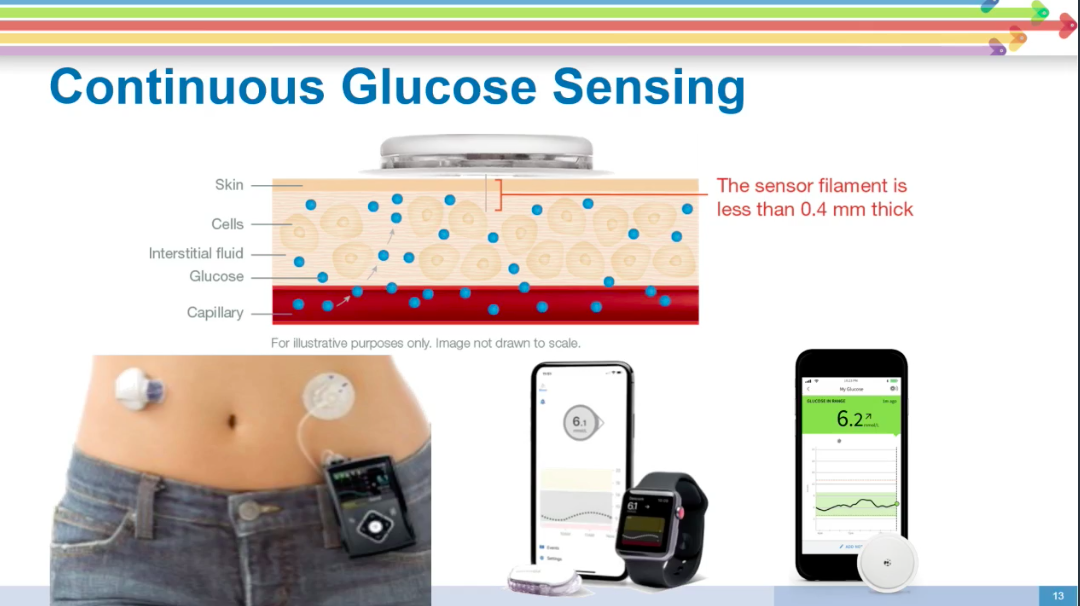 Continuous Glucose Sensing
Skin
Cells
Interstitial fluid
Glucose
Capillary
The sensor filament is
less than 0.4 mm thick
For illustrative purposes only. Image not drawn to scale.
6.1
Events
Settings
6.1
My Glucose
GLUCOSE IN RANGE
6.2
13